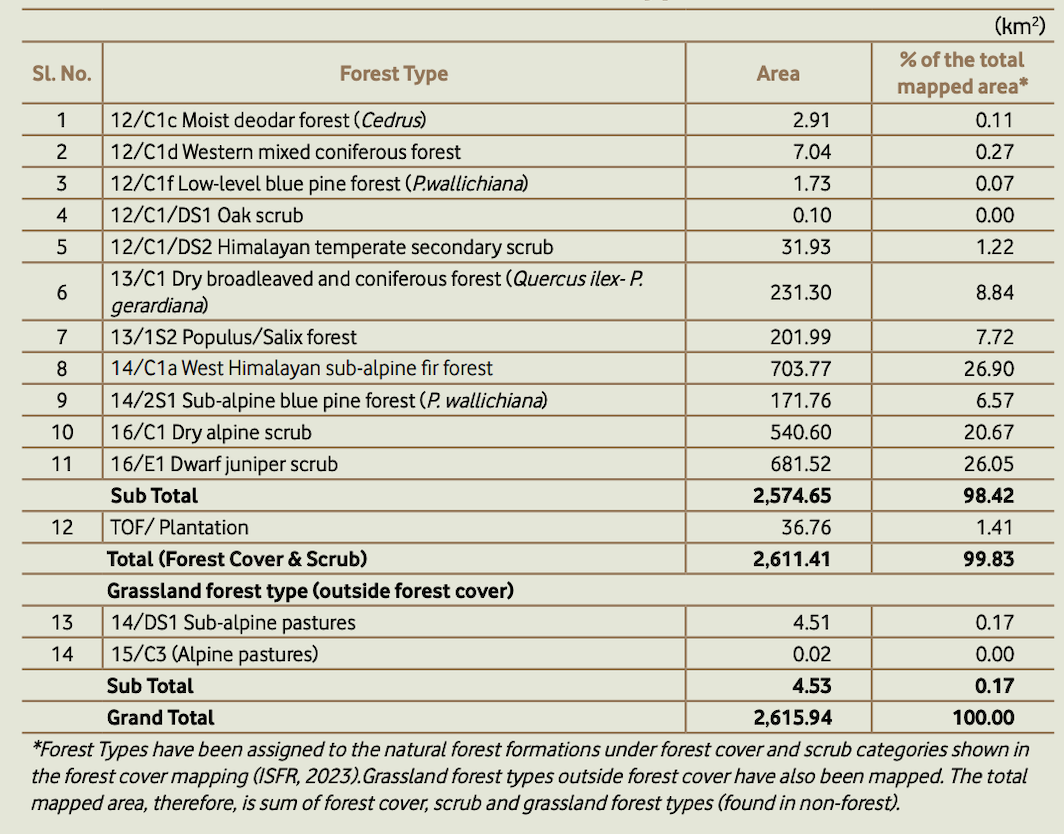 (km²)
Sl. No. Forest Type Area % of the total
mapped area*
1 12/C1c Moist deodar forest (Cedrus) 2.91 0.11
2 12/C1d Western mixed coniferous forest 7.04 0.27
3 12/C1f Low-level blue pine forest (P.wallichiana) 1.73 0.07
4 12/C1/DS1 Oak scrub 0.10 0.00
5 12/C1/DS2 Himalayan temperate secondary scrub 31.93 1.22
6 13/C1 Dry broadleaved and coniferous forest (Quercus ilex- P.
gerardiana) 231.30 8.84
7 13/1S2 Populus/Salix forest 201.99 7.72
8 14/C1a West Himalayan sub-alpine fir forest 703.77 26.90
9 14/2S1 Sub-alpine blue pine forest (P. wallichiana) 171.76 6.57
10 16/C1 Dry alpine scrub 540.60 20.67
11 16/E1 Dwarf juniper scrub 681.52 26.05
Sub Total 2,574.65 98.42
12 TOF/ Plantation 36.76 1.41
Total (Forest Cover & Scrub) 2,611.41 99.83
Grassland forest type (outside forest cover)
13 14/DS1 Sub-alpine pastures 4.51 0.17
14 15/C3 (Alpine pastures) 0.02 0.00
Sub Total 4.53 0.17
Grand Total 2,615.94 100.00
*Forest Types have been assigned to the natural forest formations under forest cover and scrub categories shown in
the forest cover mapping (ISFR, 2023).Grassland forest types outside forest cover have also been mapped. The total
mapped area, therefore, is sum of forest cover, scrub and grassland forest types (found in non-forest).